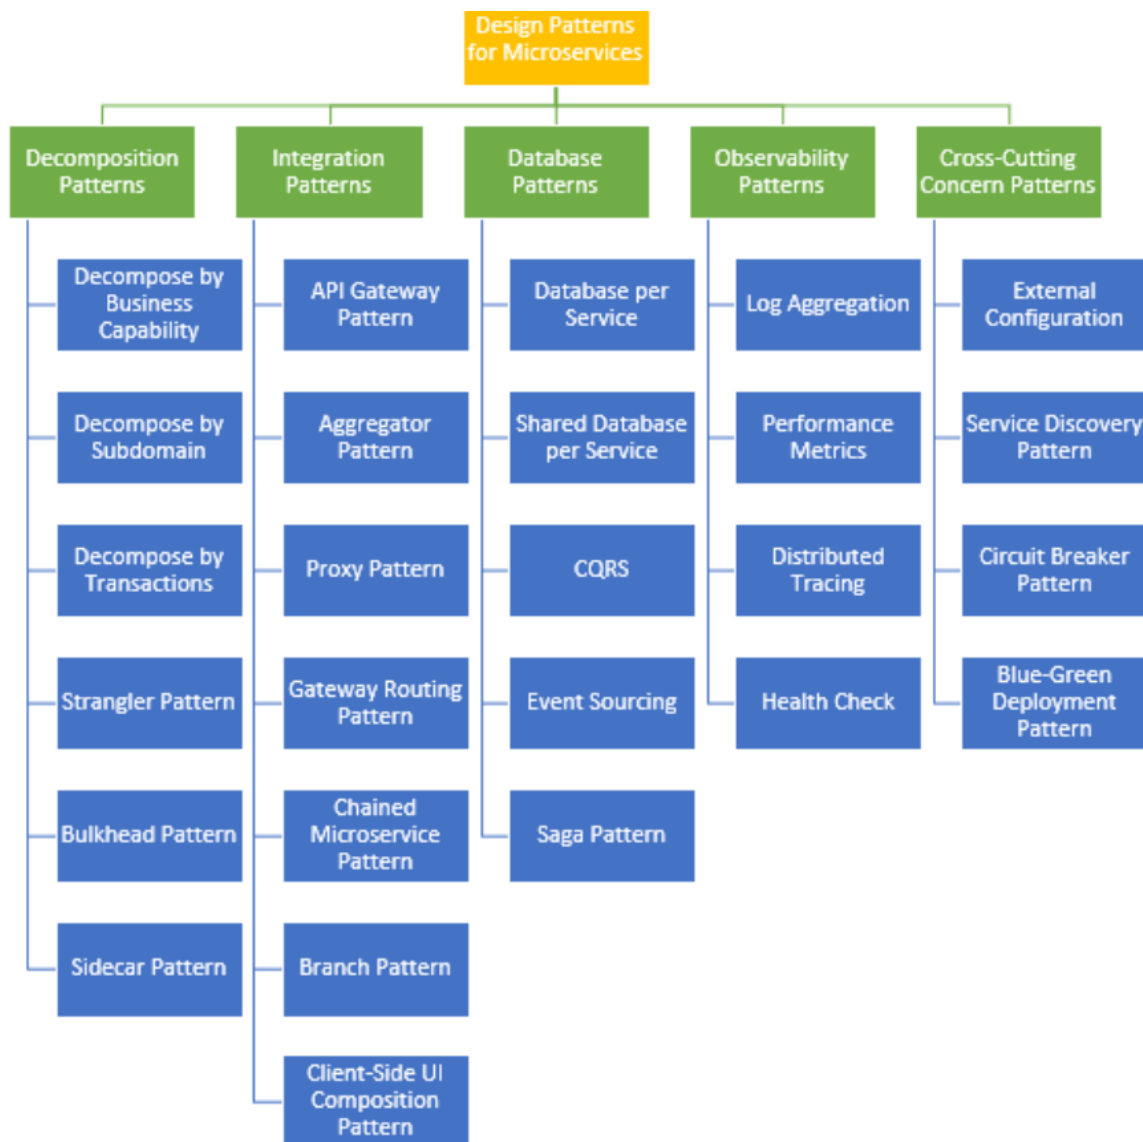 Design Patterns
for Microservices
Decomposition
Patterns
Integration
Patterns
Database
Patterns
Observability
Patterns
Cross-Cutting
Concern Patterns
Decompose by
Business
Capability
Decompose by
Subdomain
Decompose by
Transactions
Strangler Pattern
Bulkhead Pattern
Sidecar Pattern
API Gateway
Pattern
Aggregator
Pattern
Proxy Pattern
Gateway Routing
Pattern
Chained
Microservice
Pattern
Branch Pattern
Client-Side UI
Composition
Pattern
Database per
Service
Shared Database
per Service
CQRS
Event Sourcing
Saga Pattern
Log Aggregation
Performance
Metrics
Distributed
Tracing
Health Check
External
Configuration
Service Discovery
Pattern
Circuit Breaker
Pattern
Blue-Green
Deployment
Pattern